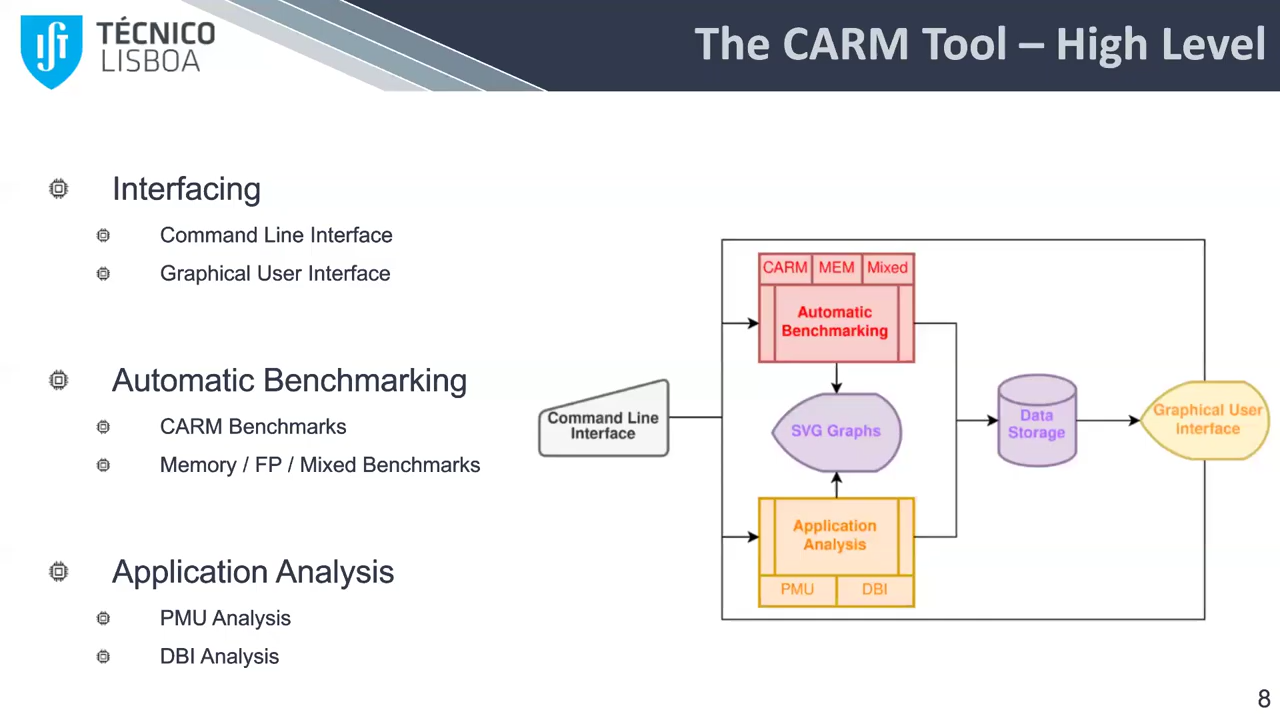 TÉCNICO
LISBOA
The CARM Tool – High Level
Interfacing
Command Line Interface
Graphical User Interface
Automatic Benchmarking
CARM Benchmarks
Memory / FP / Mixed Benchmarks
Application Analysis
PMU Analysis
DBI Analysis
Command Line
Interface
CARM MEM Mixed
Automatic
Benchmarking
SVG Graphs
Application
Analysis
PMU DBI
Data
Storage
Graphical User
Interface
8